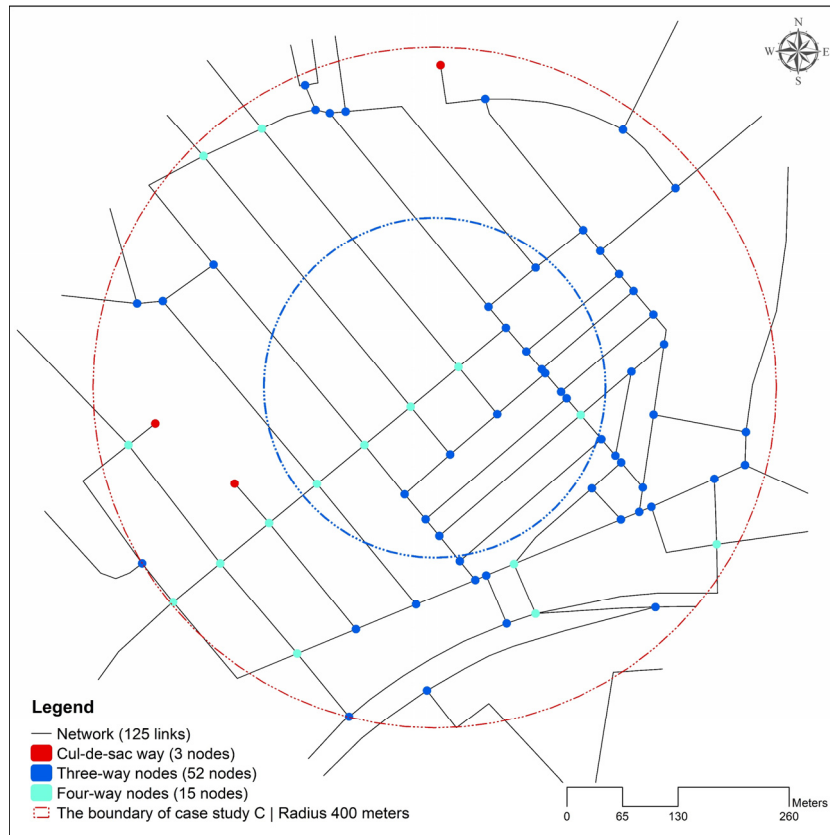 N
W E
S
Legend
Network (125 links)
Cul-de-sac way (3 nodes)
Three-way nodes (52 nodes)
Four-way nodes (15 nodes)
The boundary of case study C | Radius 400 meters
Meters
0 65 130 260